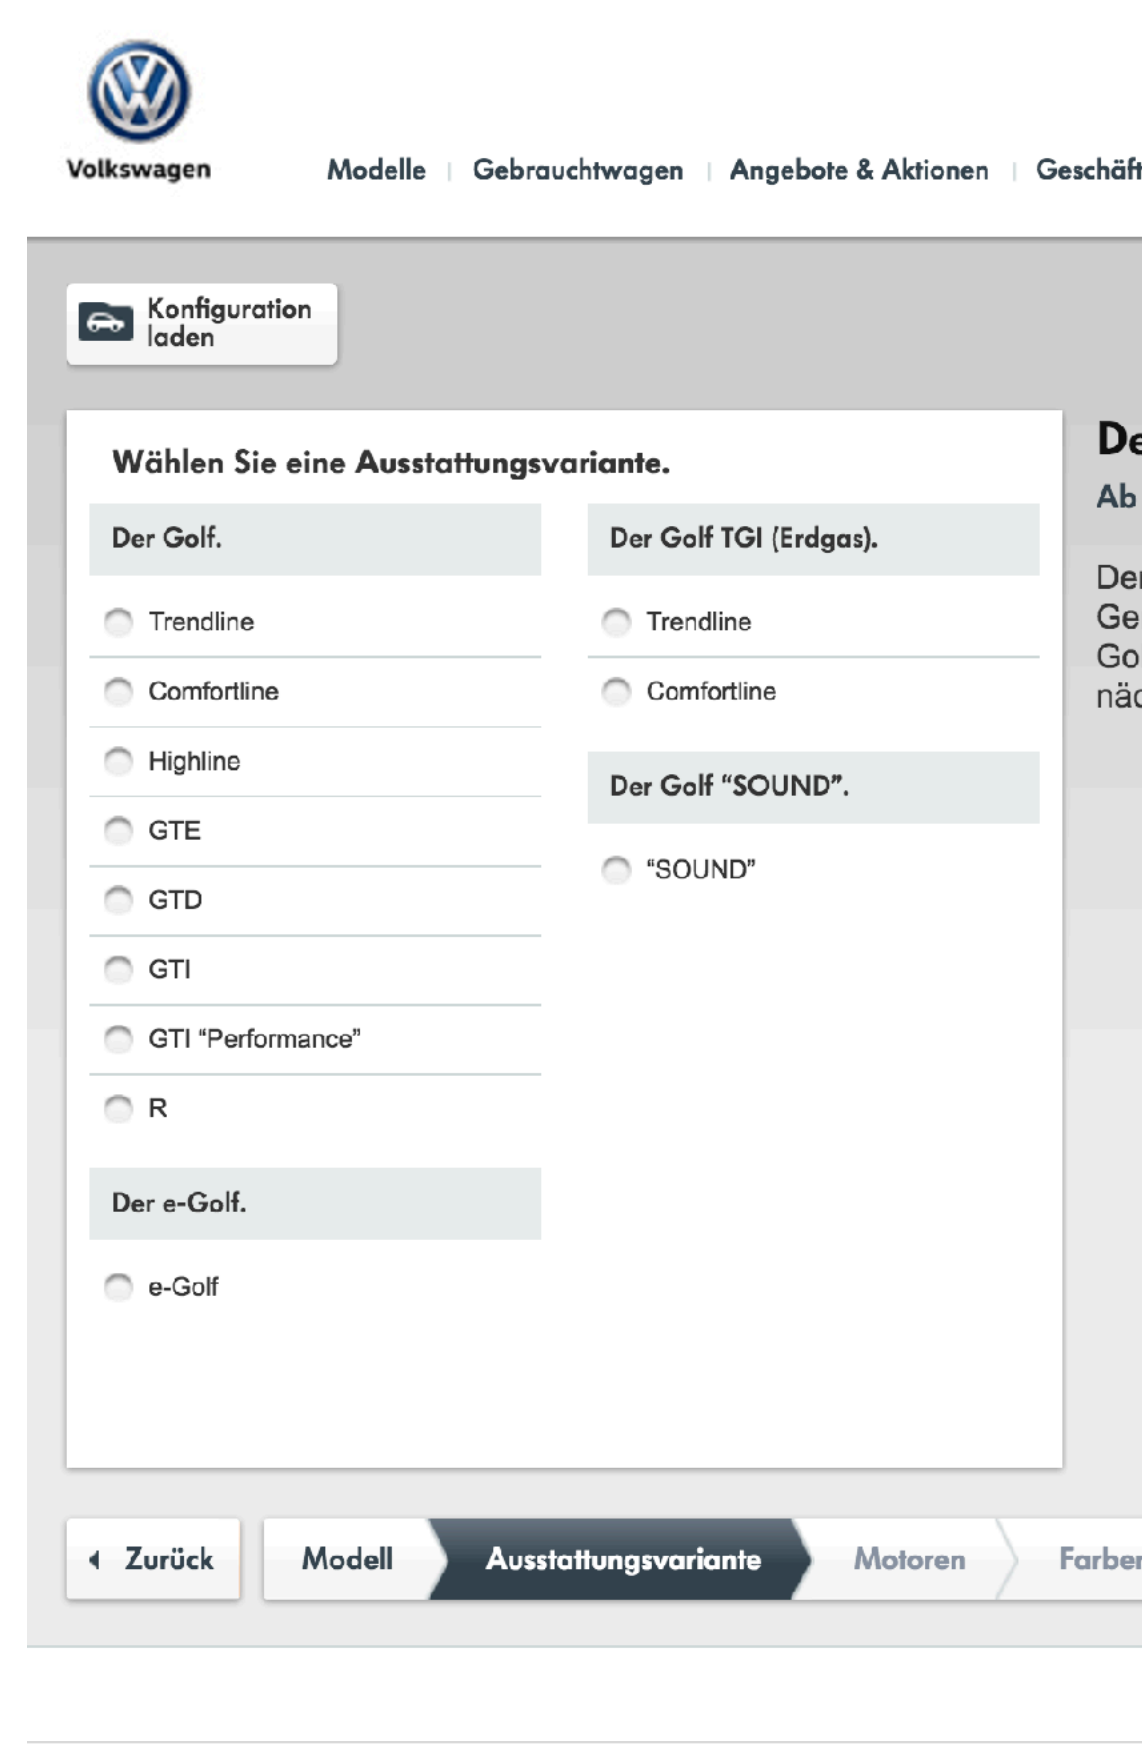 Volkswagen
Modelle
Gebrauchtwagen
Angebote & Aktionen
Geschäft
Konfiguration
laden
Wählen Sie eine Ausstattungsvariante.
Der Golf.
Trendline
Comfortline
Highline
GTE
GTD
GTI
GTI “Performance”
R
Der e-Golf.
e-Golf
Der Golf TGI (Erdgas).
Trendline
Comfortline
Der Golf “SOUND”.
“SOUND”
Ab
Zurück
Modell
Ausstattungsvariante
Motoren